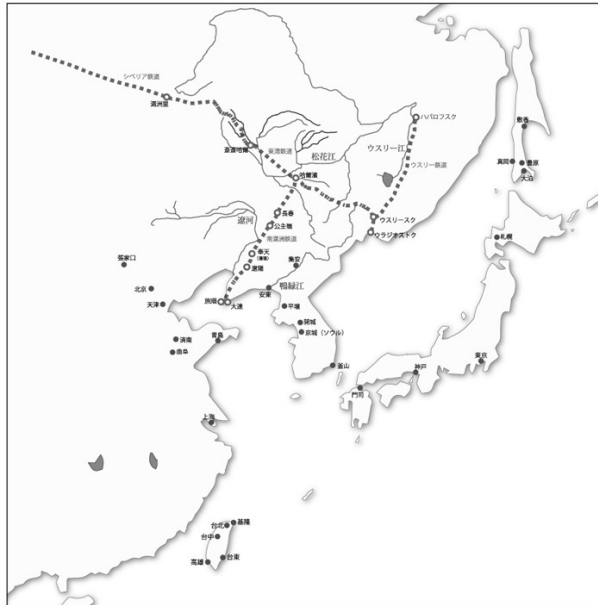 シベリア鉄道
満洲里
斉斉哈爾
東清鉄道
松花江
哈爾濱
ハバロフスク
ウスリー江
ウスリー鉄道
ウスリースク
ウラジオストク
敷香
真岡
豊原
大泊
札幌
長春
公主嶺
遼河
南満洲鉄道
奉天
遼陽
集安
鴨緑江
安東
旅順
大連
張家口
北京
天津
平壌
開城
京城（ソウル）
釜山
済南
青島
曲阜
門司
神戸
東京
上海
台北
基隆
台中
高雄
台東